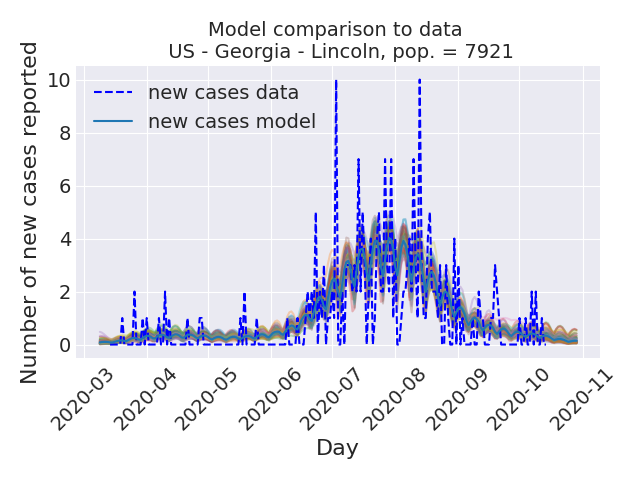 Model comparison to data
US - Georgia - Lincoln, pop. = 7921
Number of new cases reported
10
8
6
4
2
0
new cases data
new cases model
2020-03
2020-04
2020-05
2020-06
2020-07
2020-08
2020-09
2020-10
2020-11
Day